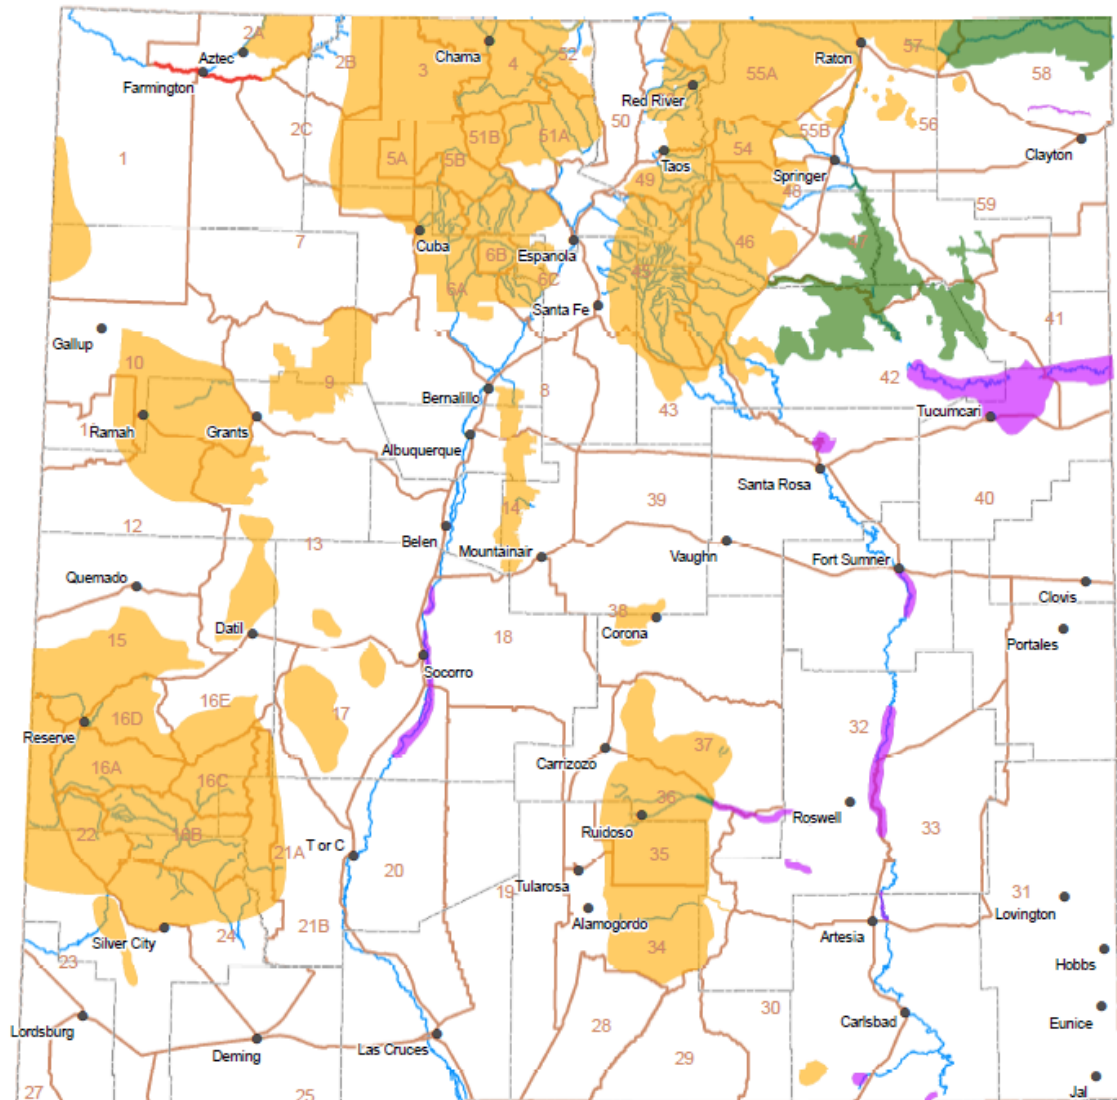 2A
Aztec
Farmington
2B
3
Chama
4
52
Red River
50
55A
Raton
57
58
1
2C
5A
5B
51B
51A
Taos
49
54
55B
56
Springer
48
Clayton
59
7
Cuba
6B
6A
6C
Espanola
Santa Fe
45
46
47
41
Gallup
10
9
Ramah
Grants
Bernalillo
8
43
42
Tucumcari
Albuquerque
Santa Rosa
12
13
Belen
14
39
40
Mountainair
Vaughn
Fort Sumner
Quemado
Clovis
15
Datil
18
38
Corona
Portales
Socorro
16E
16D
17
Reserve
16A
16C
37
32
Carrizozo
36
Ruidoso
Roswell
33
22
16B
21A
T or C
20
35
19
Tularosa
31
Alamogordo
Lovington
21B
24
Silver City
34
Artesia
23
Hobbs
30
Lordsburg
Deming
Las Cruces
28
29
Carlsbad
Eunice
27
25
Jal